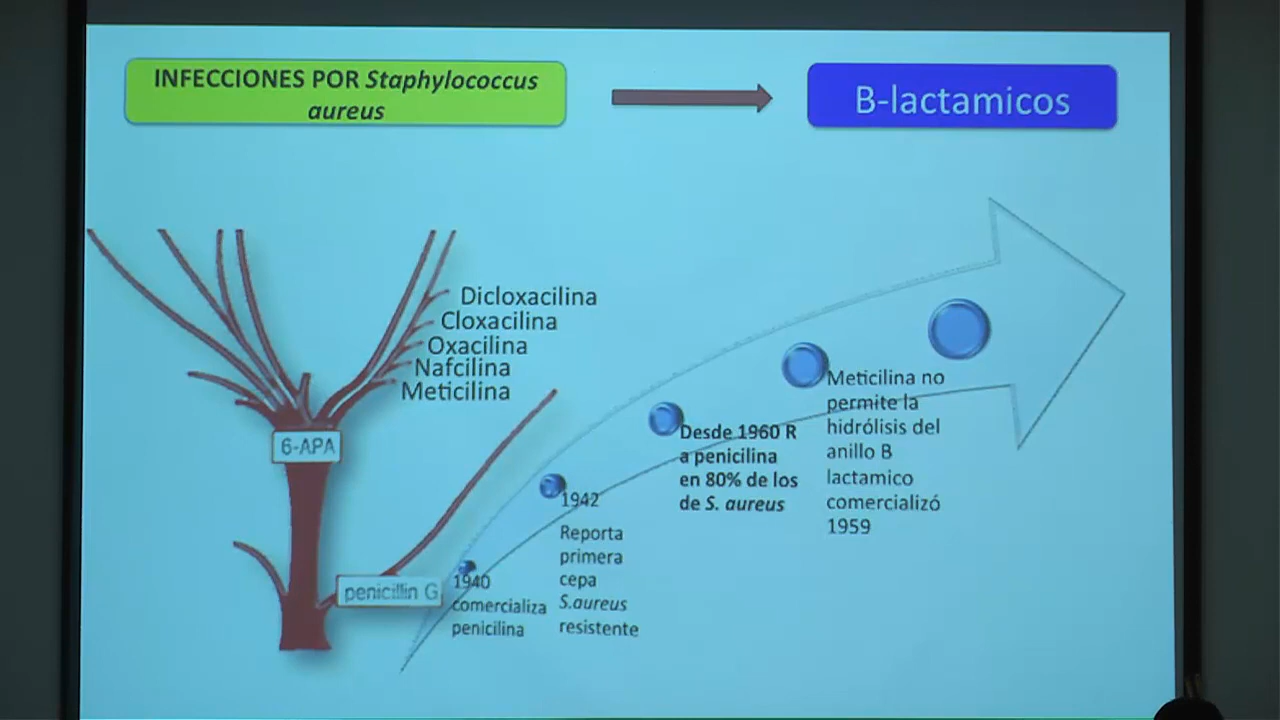 INFECCIONES POR Staphylococcus
aureus
B-lactamicos
Dicloxacilina
Cloxacilina
Oxacilina
Nafcilina
Meticilina
6-APA
penicillin G
1940
comercializa
penicilina
1942
Reporta
primera
cepa
S.aureus
resistente
Desde 1960 R
a penicilina
en 80% de los
de S. aureus
Meticilina no
permite la
hidrólisis del
anillo B
lactamico
comercializó
1959